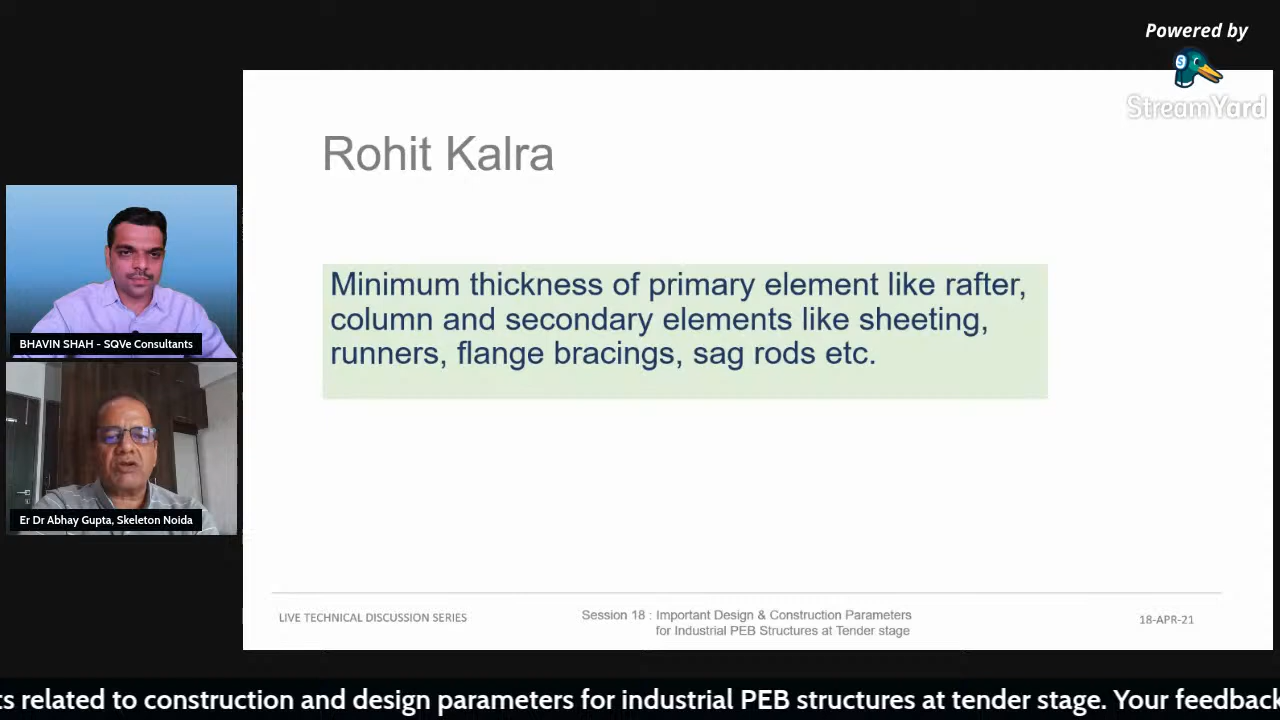 Powered by
StreamYard
Rohit Kalra
Minimum thickness of primary element like rafter,
column and secondary elements like sheeting,
runners, flange bracings, sag rods etc.
BHAVIN SHAH - SQVe Consultants
Er Dr Abhay Gupta, Skeleton Noida
LIVE TECHNICAL DISCUSSION SERIES
Session 18 : Important Design & Construction Parameters
for Industrial PEB Structures at Tender stage
18-APR-21
related to construction and design parameters for industrial PEB structures at tender stage. Your feedback